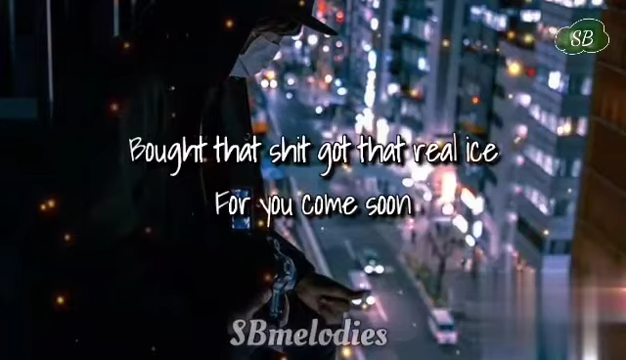 SB
Bought that shit got that real ice
For you come soon
SBmelodies